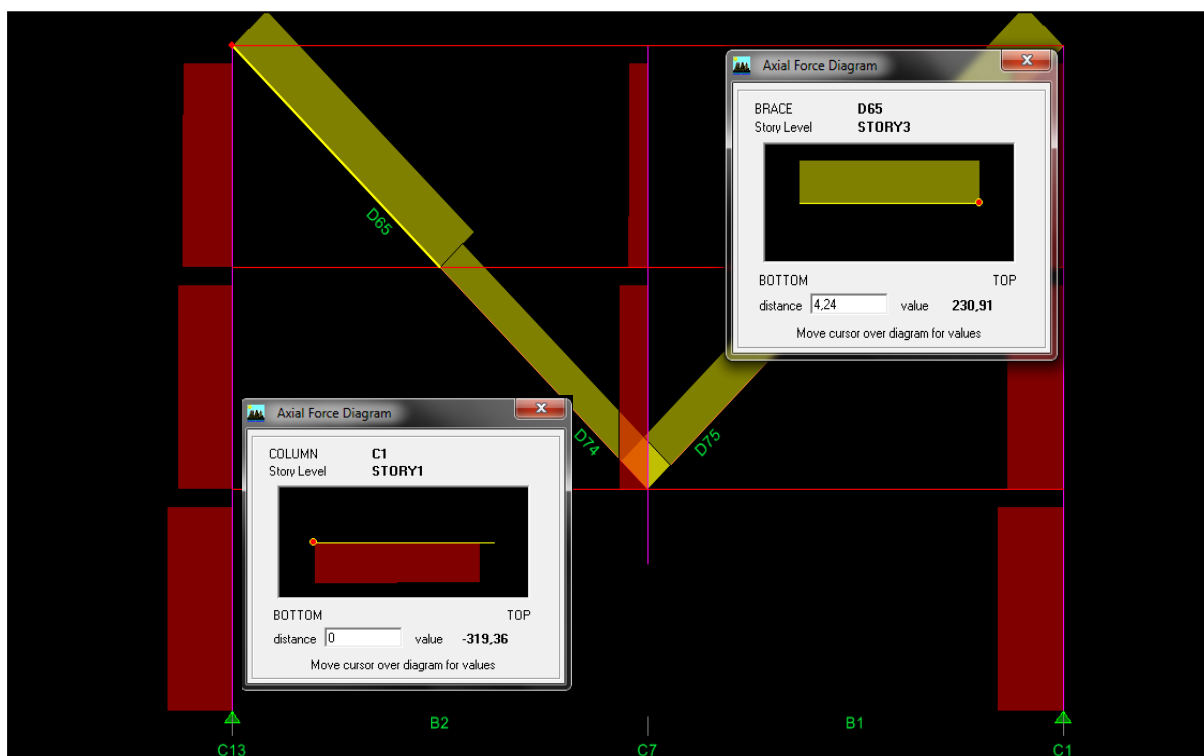 Axial Force Diagram
X
BRACE D65
Story Level STORY3
BOTTOM TOP
distance 4,24 value 230,91
Move cursor over diagram for values
D65
D74
D75
Axial Force Diagram
X
COLUMN C1
Story Level STORY1
BOTTOM TOP
distance 0 value -319,36
Move cursor over diagram for values
B2 B1
C13 C7 C1